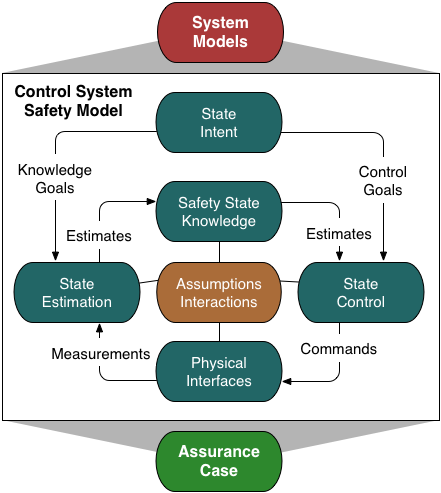 System
Models
Control System
Safety Model
State
Intent
Knowledge
Goals
Control
Goals
Safety State
Knowledge
Estimates
Estimates
State
Estimation
Assumptions
Interactions
State
Control
Measurements
Commands
Physical
Interfaces
Assurance
Case